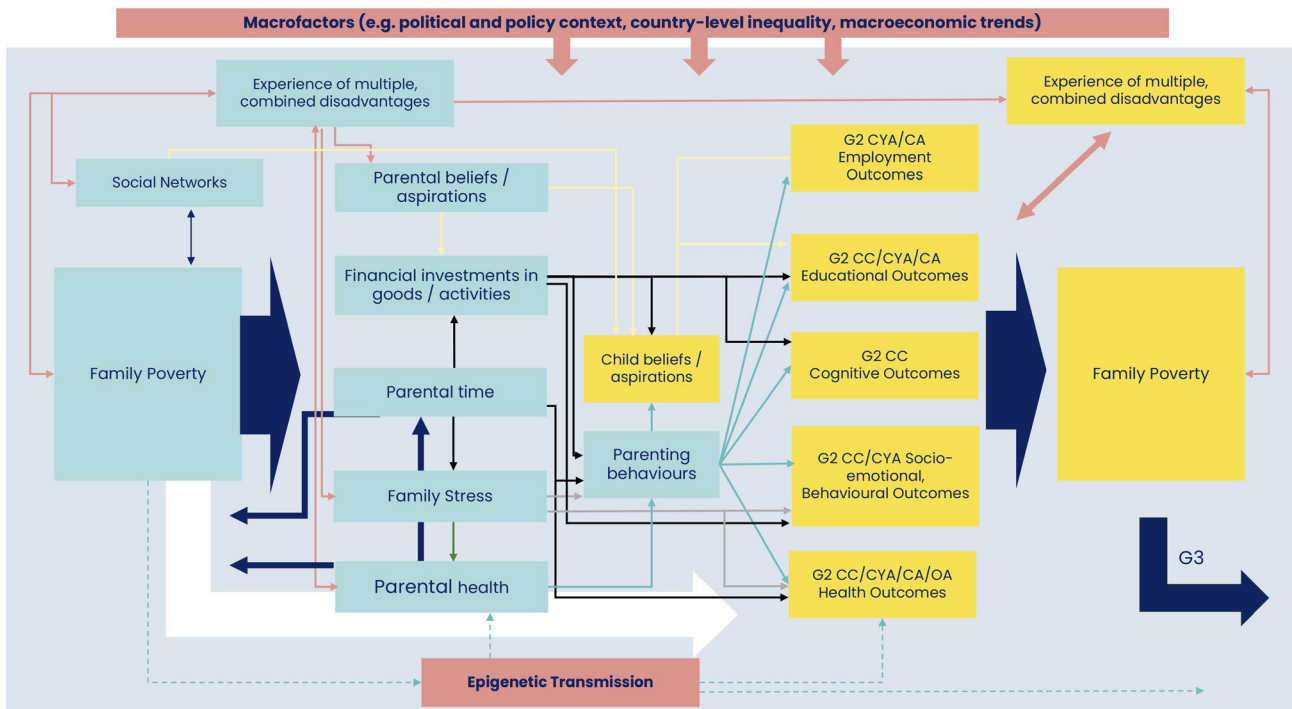 Macrofactors (e.g. political and policy context, country-level inequality, macroeconomic trends)
Experience of multiple,
combined disadvantages
Experience of multiple,
combined disadvantages
Social Networks
Parental beliefs /
aspirations
G2 CYA/CA
Employment
Outcomes
Financial investments in
goods / activities
G2 CC/CYA/CA
Educational Outcomes
Family Poverty
Parental time
Child beliefs /
aspirations
G2 CC
Cognitive Outcomes
Family Poverty
Parenting
behaviours
Family Stress
G2 CC/CYA Socio-
emotional,
Behavioural Outcomes
Parental health
G2 CC/CYA/CA/OA
Health Outcomes
G3
Epigenetic Transmission